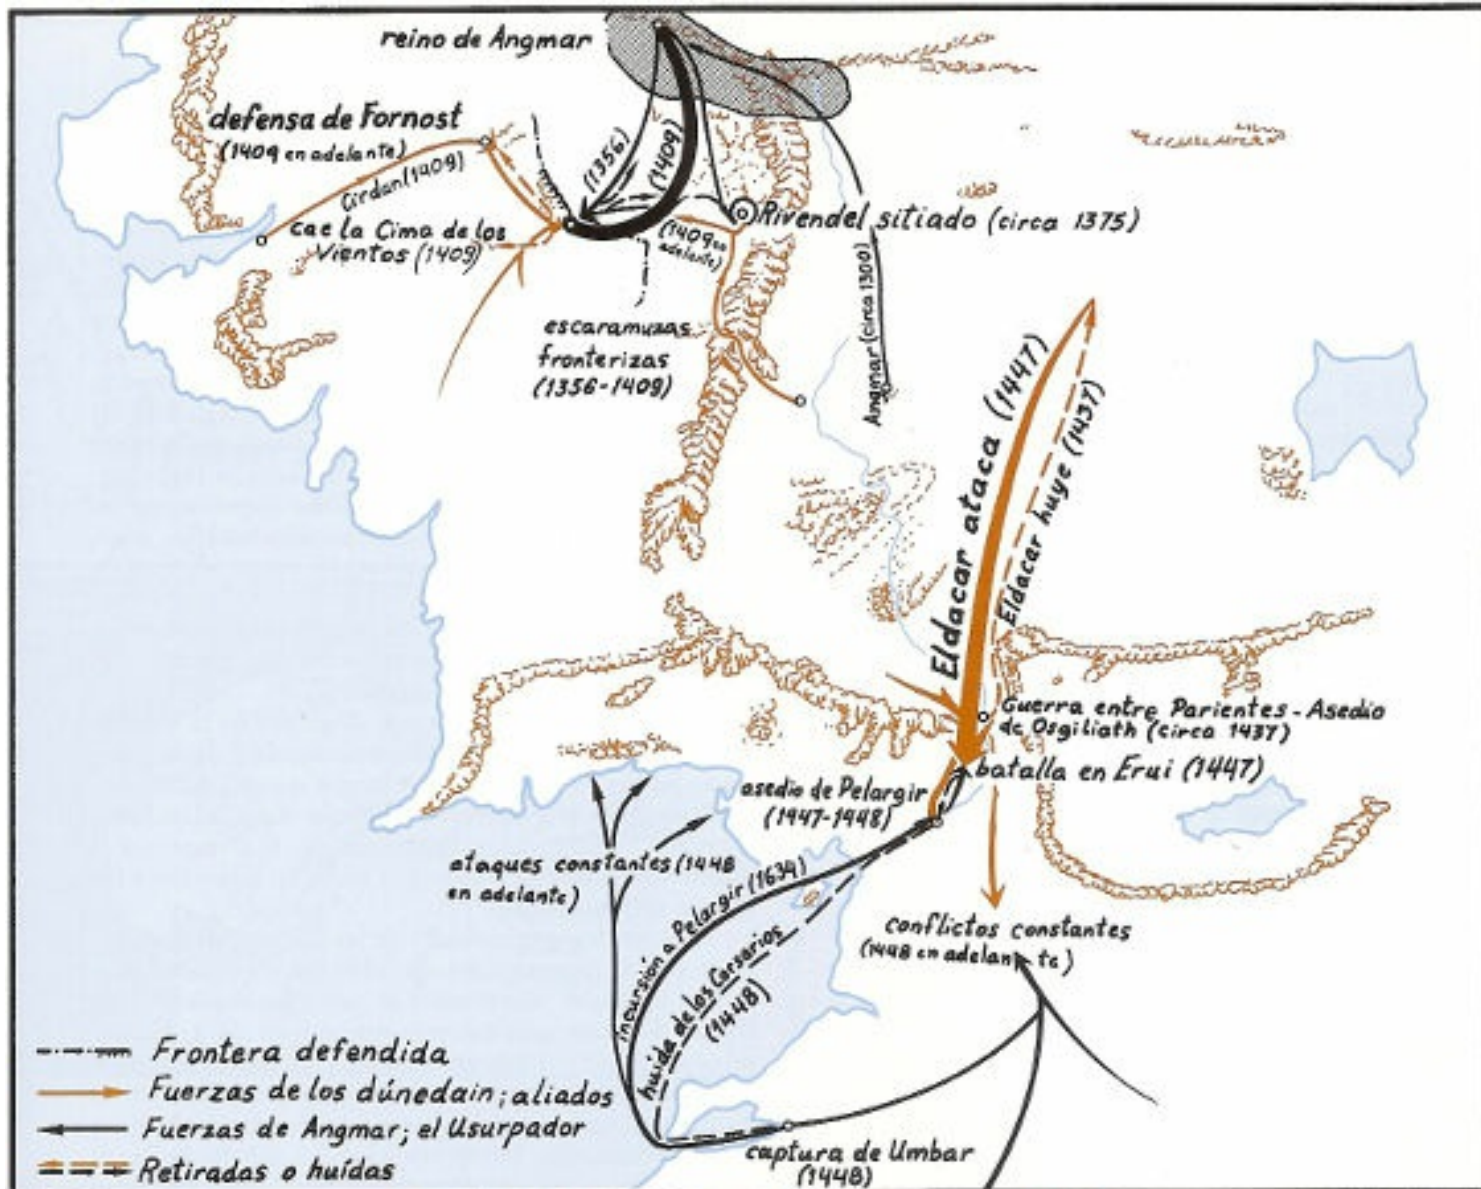 reino de Angmar
defensa de Fornost
(1409 en adelante)
Cirdan (1409)
(1356)
(1409)
cae la Cima de los
Vientos (1409)
Rivendel sitiado (circa 1375)
(1409 en
adelante)
Angmar (circa 1300)
escaramuzas
fronterizas
(1356-1409)
Eldacar ataca (1447)
Eldacar huye (1437)
Guerra entre Parientes - Asedio
de Osgiliath (circa 1437)
batalla en Erui (1447)
asedio de Pelargir
(1447-1448)
ataques constantes (1448
en adelante)
incursión a Pelargir (1634)
huída de los Corsarios
(1448)
conflictos constantes
(1448 en adelante)
captura de Umbar
(1448)
Frontera defendida
Fuerzas de los dúnedain; aliados
Fuerzas de Angmar; el Usurpador
Retiradas o huídas